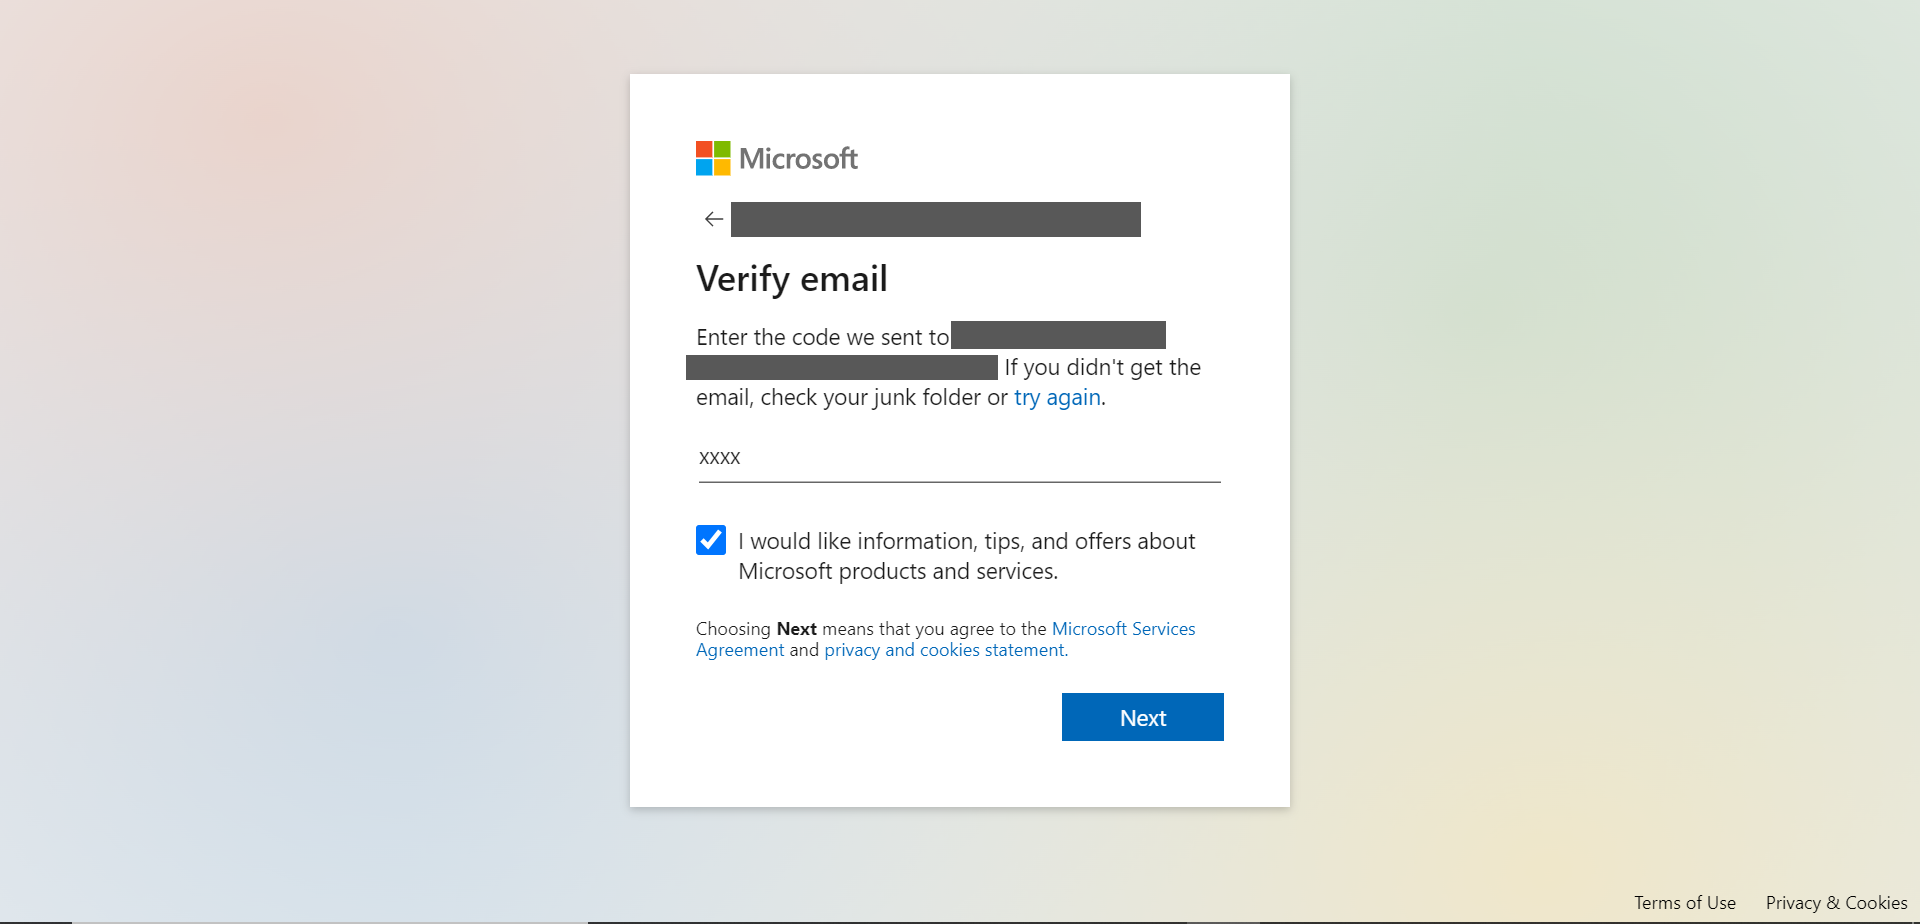 Microsoft
Verify email
Enter the code we sent to
If you didn't get the
email, check your junk folder or try again.
xxxx
I would like information, tips, and offers about
Microsoft products and services.
Choosing Next means that you agree to the Microsoft Services
Agreement and privacy and cookies statement.
Next
Terms of Use Privacy & Cookies